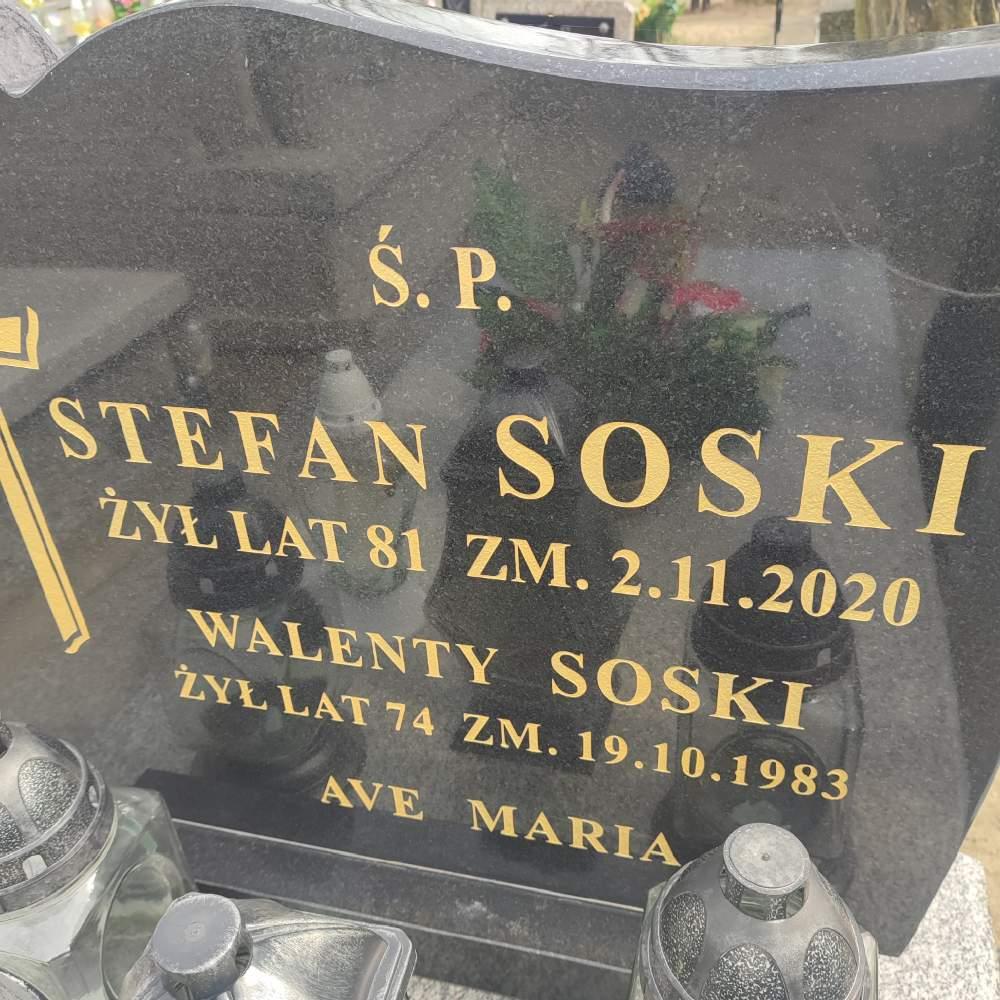 Ś. P.
STEFAN SOSKI
ŻYŁ LAT 81 ZM. 2.11.2020
WALENTY SOSKI
ŻYŁ LAT 74 ZM. 19.10.1983
AVE MARIA